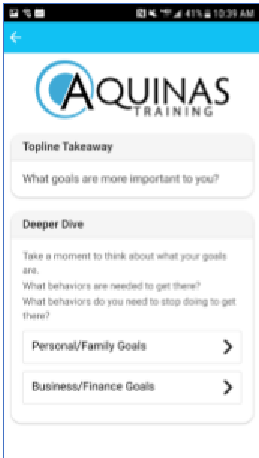 41% 10:39 AM
AQUINAS
TRAINING
Topline Takeaway
What goals are more important to you?
Deeper Dive
Take a moment to think about what your goals
are.
What behaviors are needed to get there?
What behaviors do you need to stop doing to get
there?
Personal/Family Goals
Business/Finance Goals